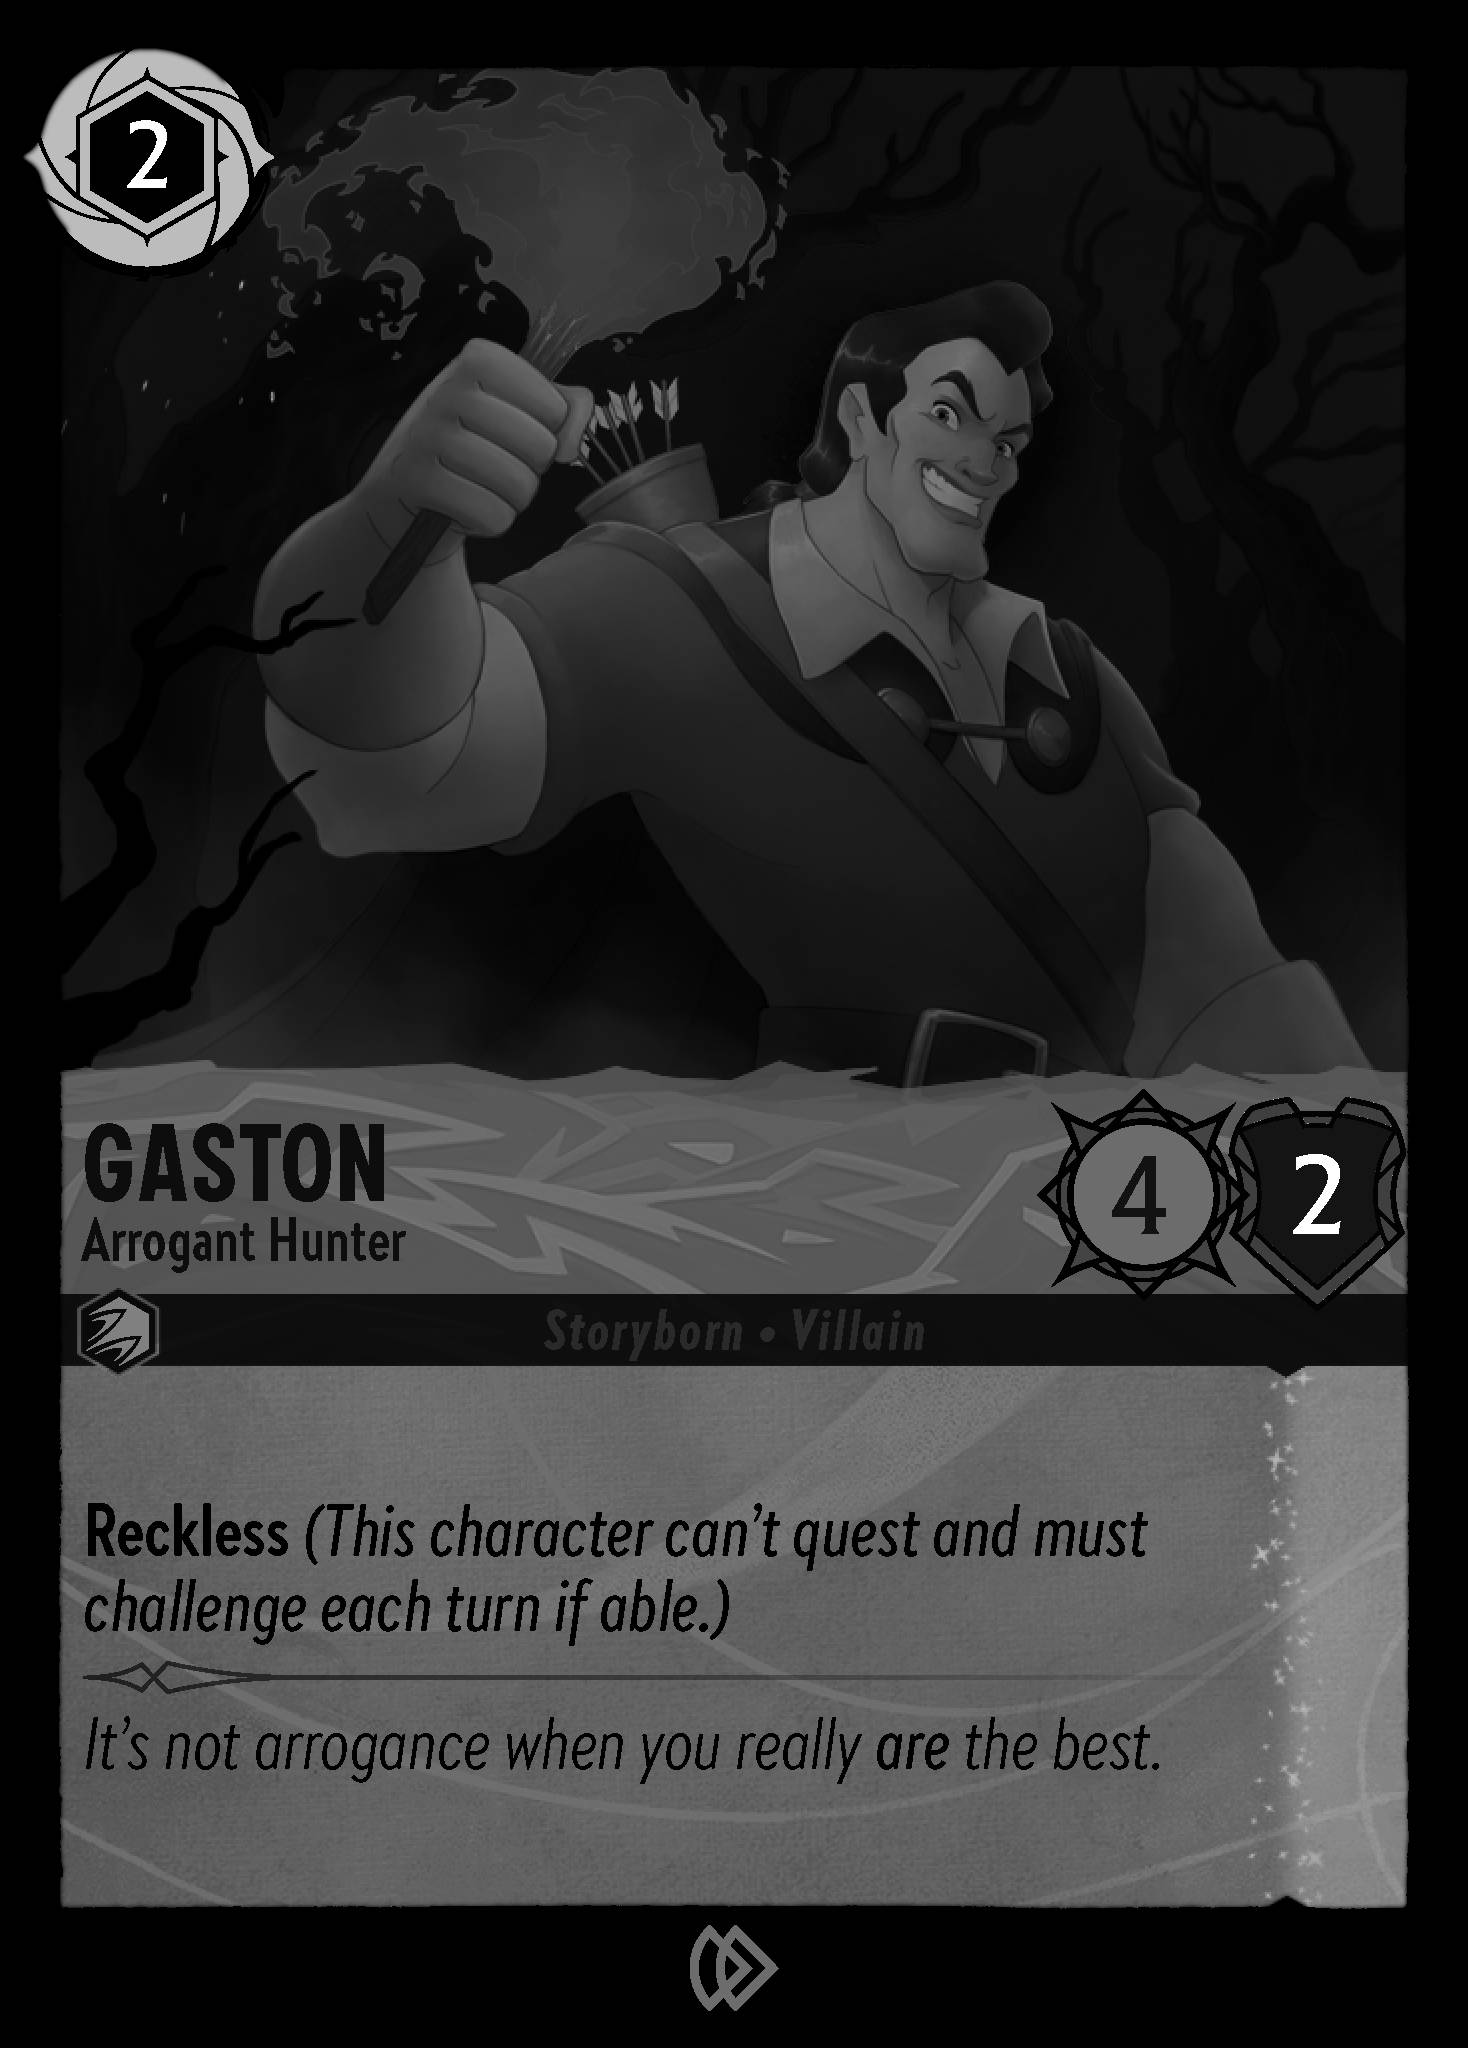 2
GASTON
Arrogant Hunter
4
2
Storyborn • Villain
Reckless (This character can't quest and must
challenge each turn if able.)
It's not arrogance when you really are the best.